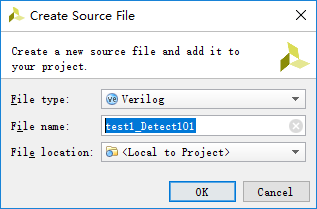 Create Source File
Create a new source file and add it to
your project.
File type: Verilog
File name: test1_Detect101
File location: <Local to Project>
OK Cancel